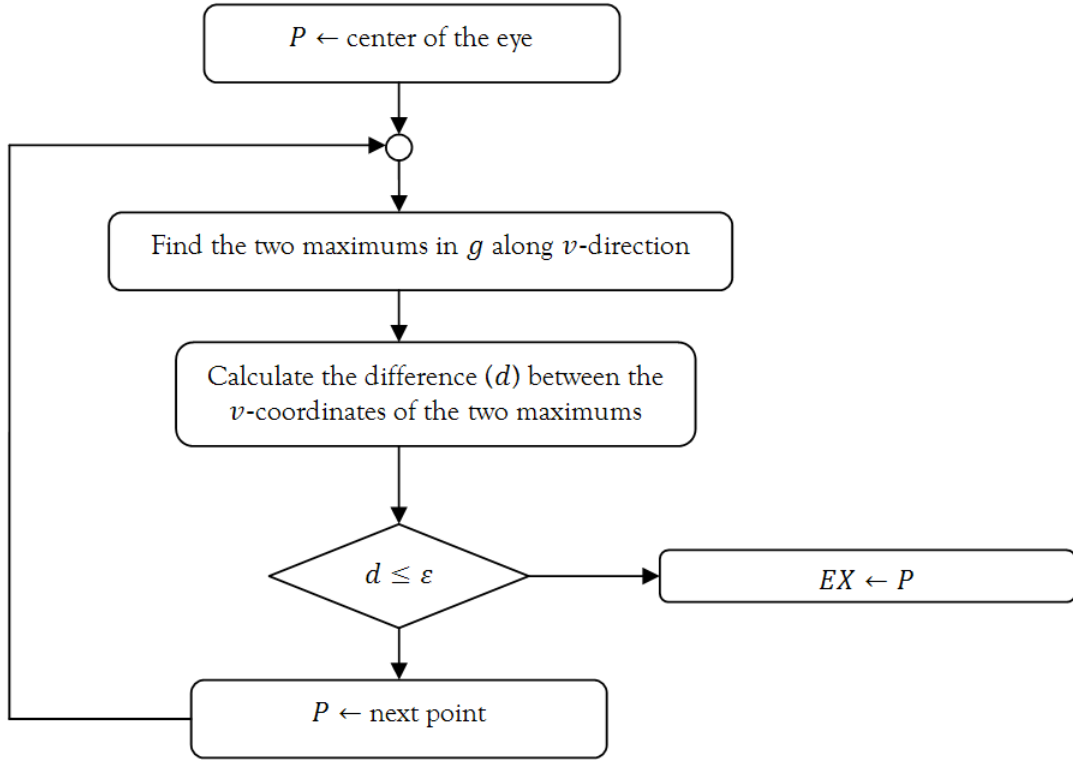 P ← center of the eye
Find the two maximums in g along v-direction
Calculate the difference (d) between the
v-coordinates of the two maximums
d ≤ ε
EX ← P
P ← next point